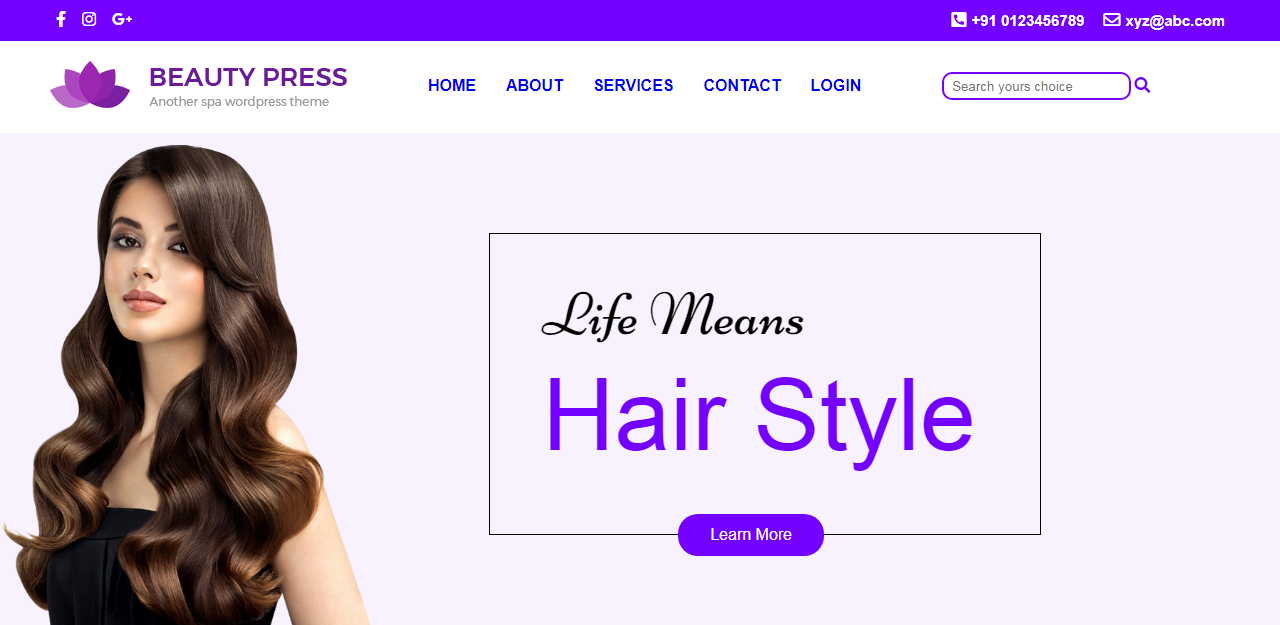 +91 0123456789 xyz@abc.com
BEAUTY PRESS
Another spa wordpress theme
HOME ABOUT SERVICES CONTACT LOGIN
Search yours choice
Life Means
Hair Style
Learn More